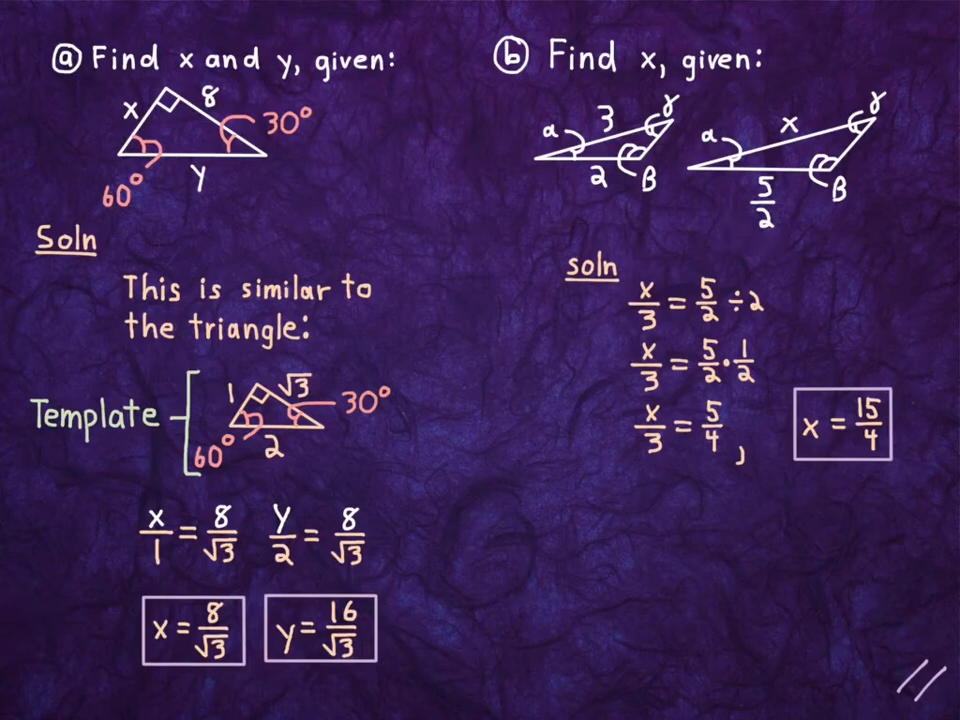 ⓐ Find x and y, given:
x 8 30°
60° y
Soln
This is similar to
the triangle:
Template
1 √3 30°
60° 2
x/1 = 8/√3 y/2 = 8/√3
x = 8/√3 y = 16/√3
ⓑ Find x, given:
α 3 γ α x γ
2 β 5/2 β
soln
x/3 = 5/2 ÷ 2
x/3 = 5/2 · 1/2
x/3 = 5/4 , x = 15/4
//